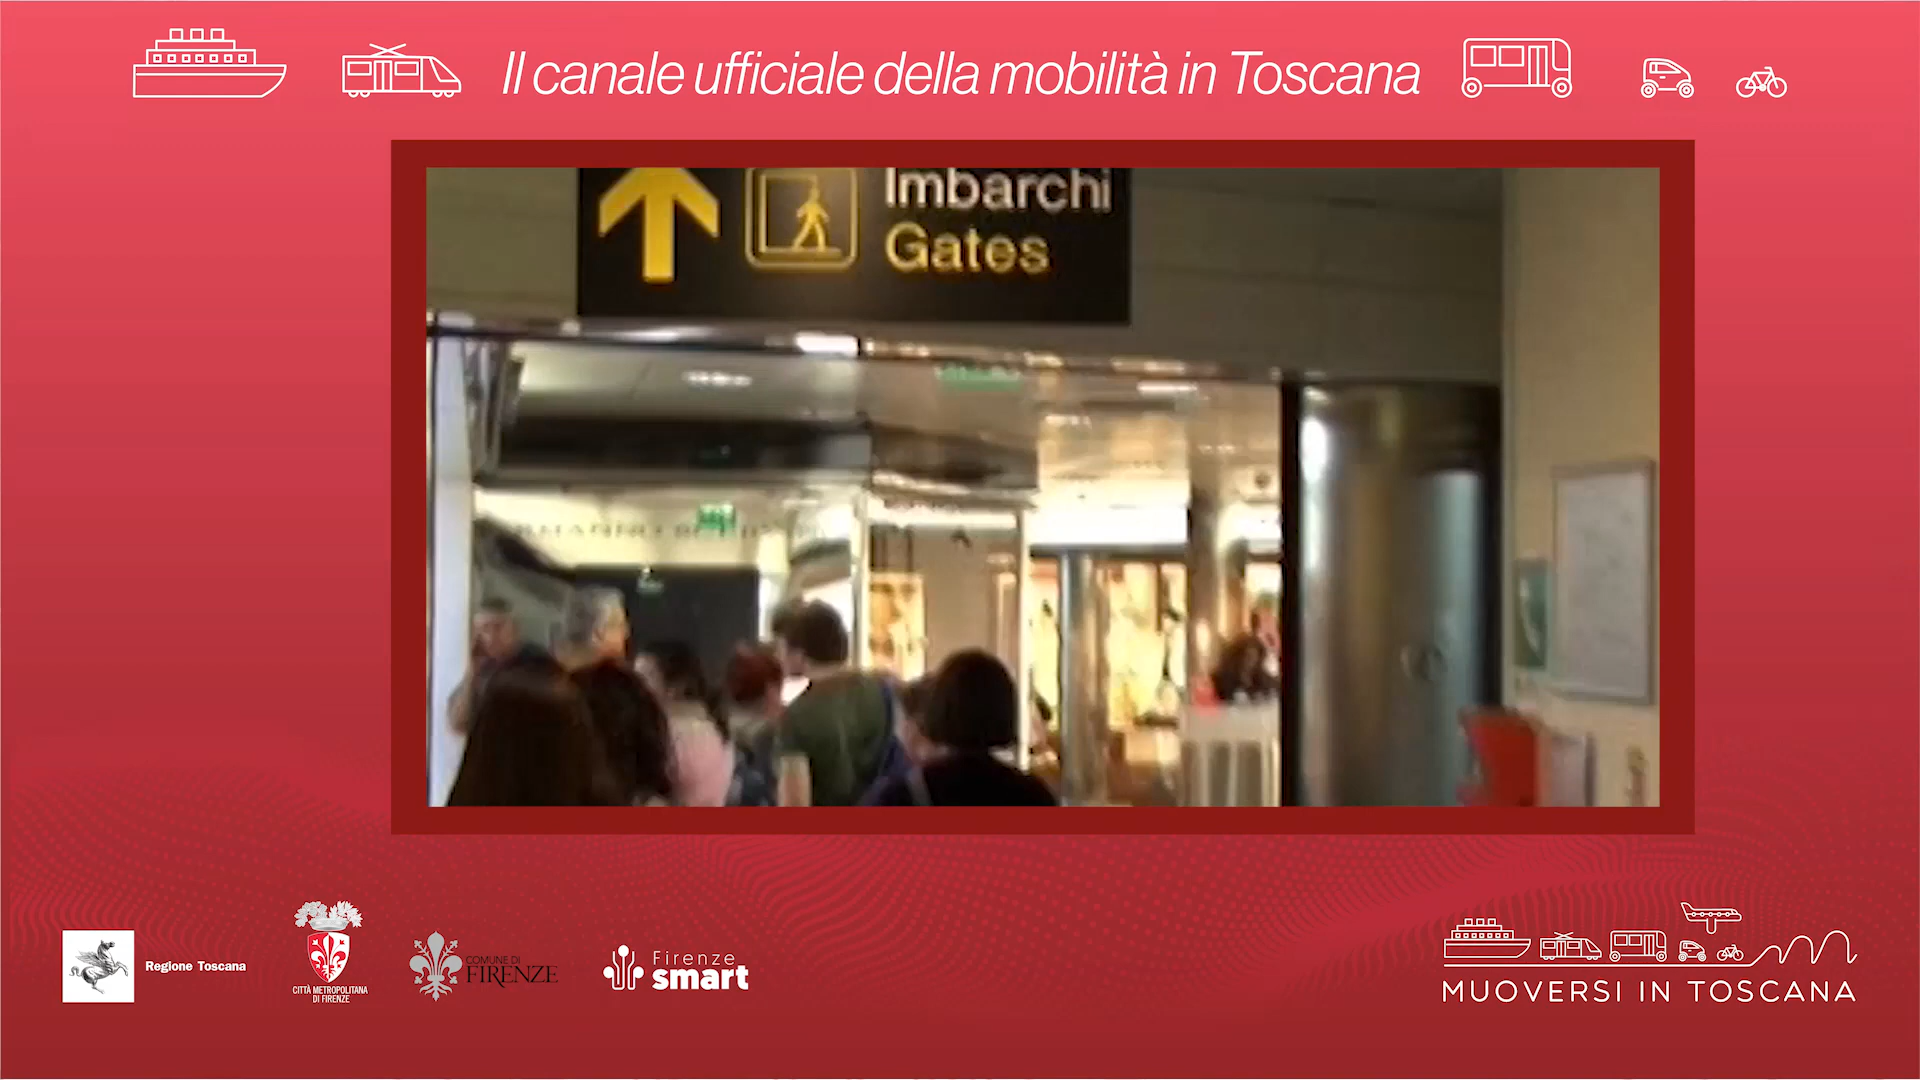 Il canale ufficiale della mobilità in Toscana
Imbarchi
Gates
Regione Toscana
CITTÀ METROPOLITANA
DI FIRENZE
COMUNE DI
FIRENZE
Firenze
smart
MUOVERSI IN TOSCANA